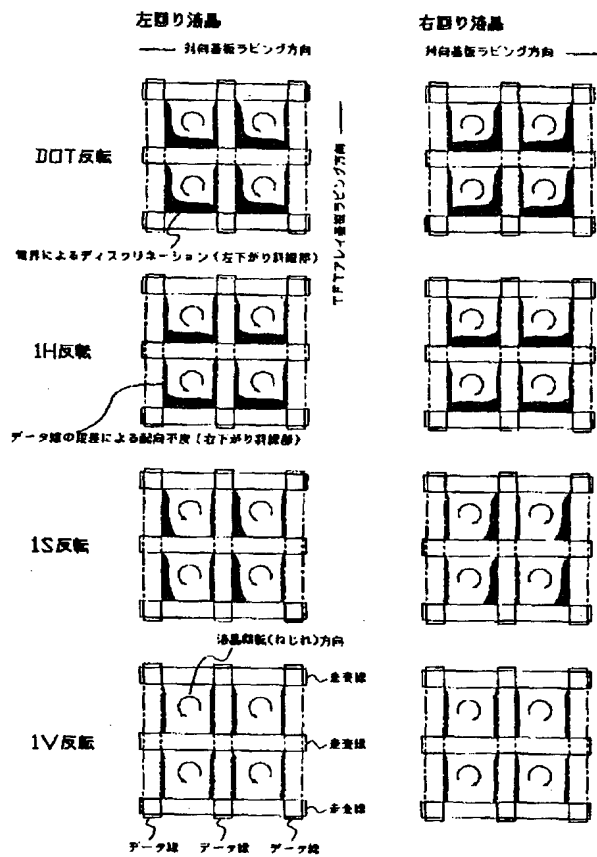 左回り液晶
右回り液晶
対向基板ラビング方向
対向基板ラビング方向
TFTアレイ基板ラビング方向
DOT反転
電界によるディスクリネーション(左下がり斜線部)
1H反転
データ線の段差による配向不良(右下がり斜線部)
1S反転
液晶回転(ねじれ)方向
1V反転
走査線
走査線
走査線
データ線
データ線
データ線